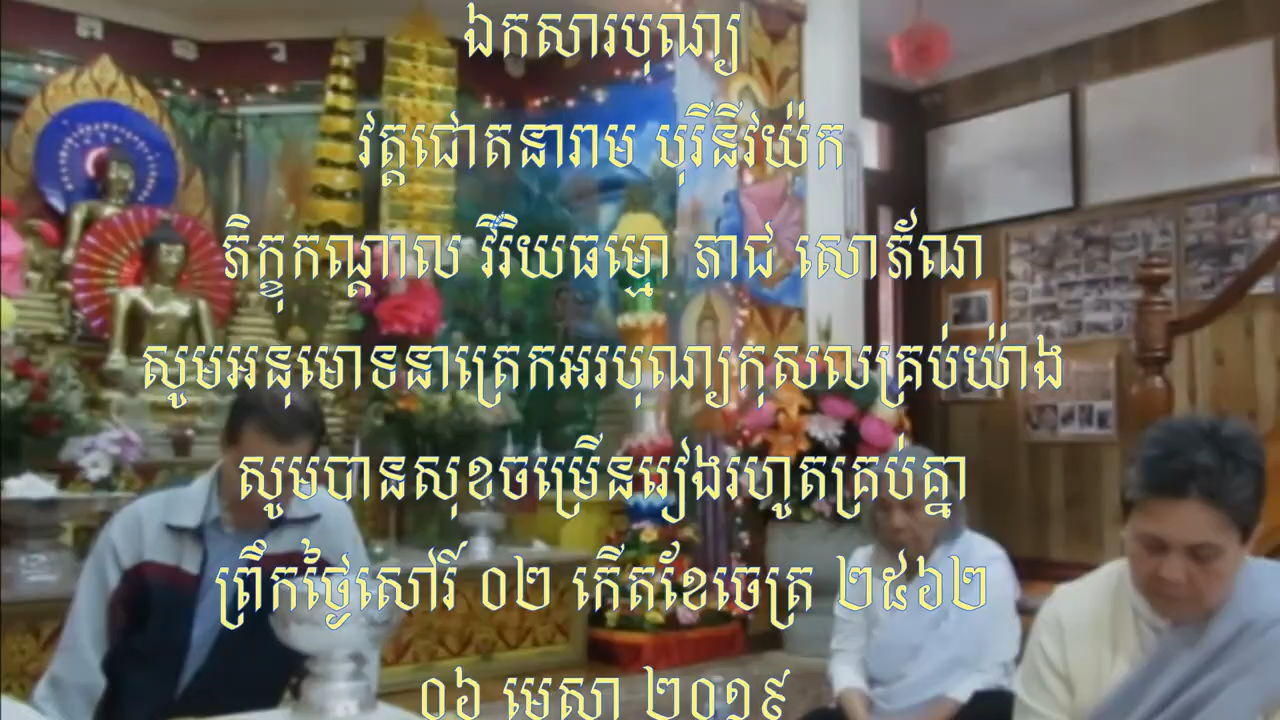 ឯកសារបុណ្យ
វត្តជោតនារាម បុរីនីវយ៉ក
ភិក្ខុកណ្ដាល វីរិយធម្មោ ភាជ សោភ័ណ
សូមអនុមោទនាត្រេកអរបុណ្យកុសលគ្រប់យ៉ាង
សូមបានសុខចម្រើនរៀងរហូតគ្រប់គ្នា
ព្រឹកថ្ងៃសៅរ៍ ០២ កើតខែចេត្រ ២៥៦២
០៦ មេសា ២០១៩